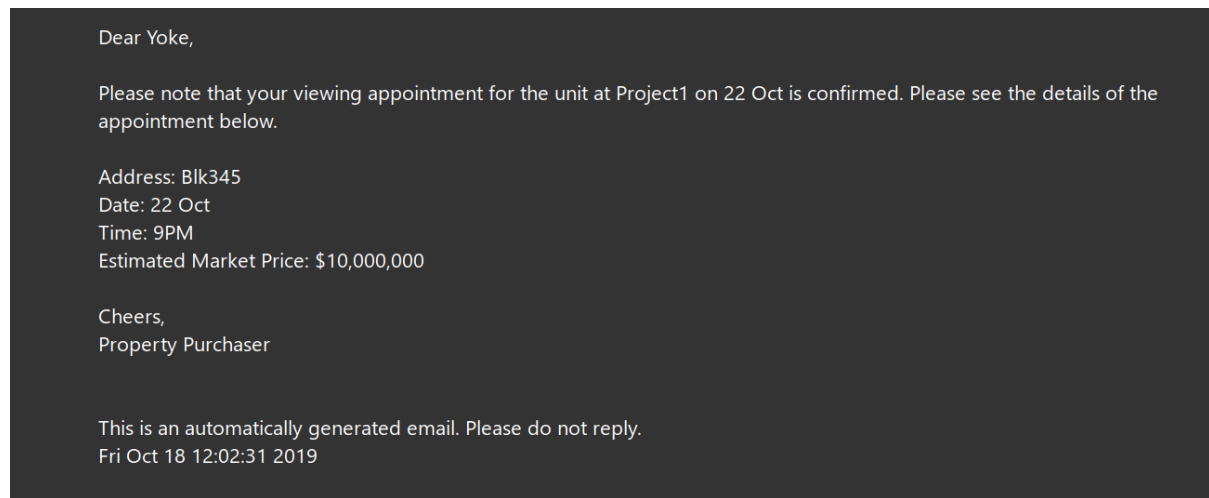 Dear Yoke,
Please note that your viewing appointment for the unit at Project1 on 22 Oct is confirmed. Please see the details of the
appointment below.
Address: Blk345
Date: 22 Oct
Time: 9PM
Estimated Market Price: $10,000,000
Cheers,
Property Purchaser
This is an automatically generated email. Please do not reply.
Fri Oct 18 12:02:31 2019